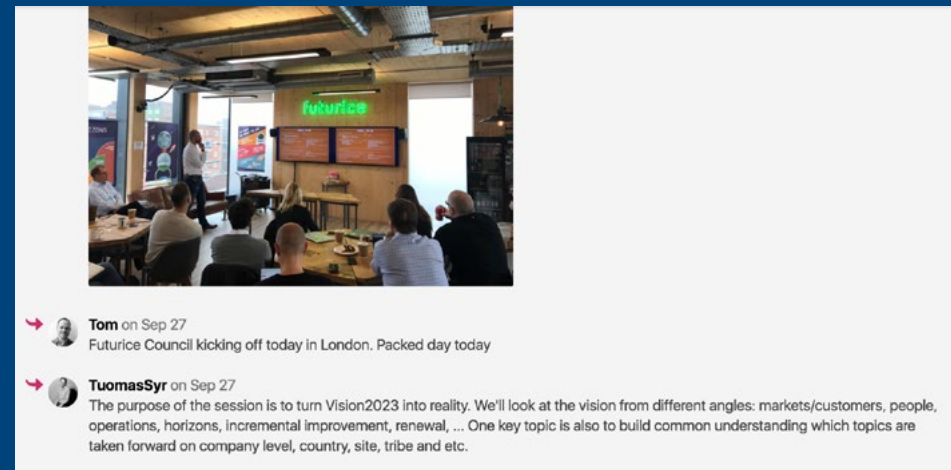 futurice
Tom on Sep 27
Futurice Council kicking off today in London. Packed day today
TuomasSyr on Sep 27
The purpose of the session is to turn Vision2023 into reality. We'll look at the vision from different angles: markets/customers, people,
operations, horizons, incremental improvement, renewal, ... One key topic is also to build common understanding which topics are
taken forward on company level, country, site, tribe and etc.